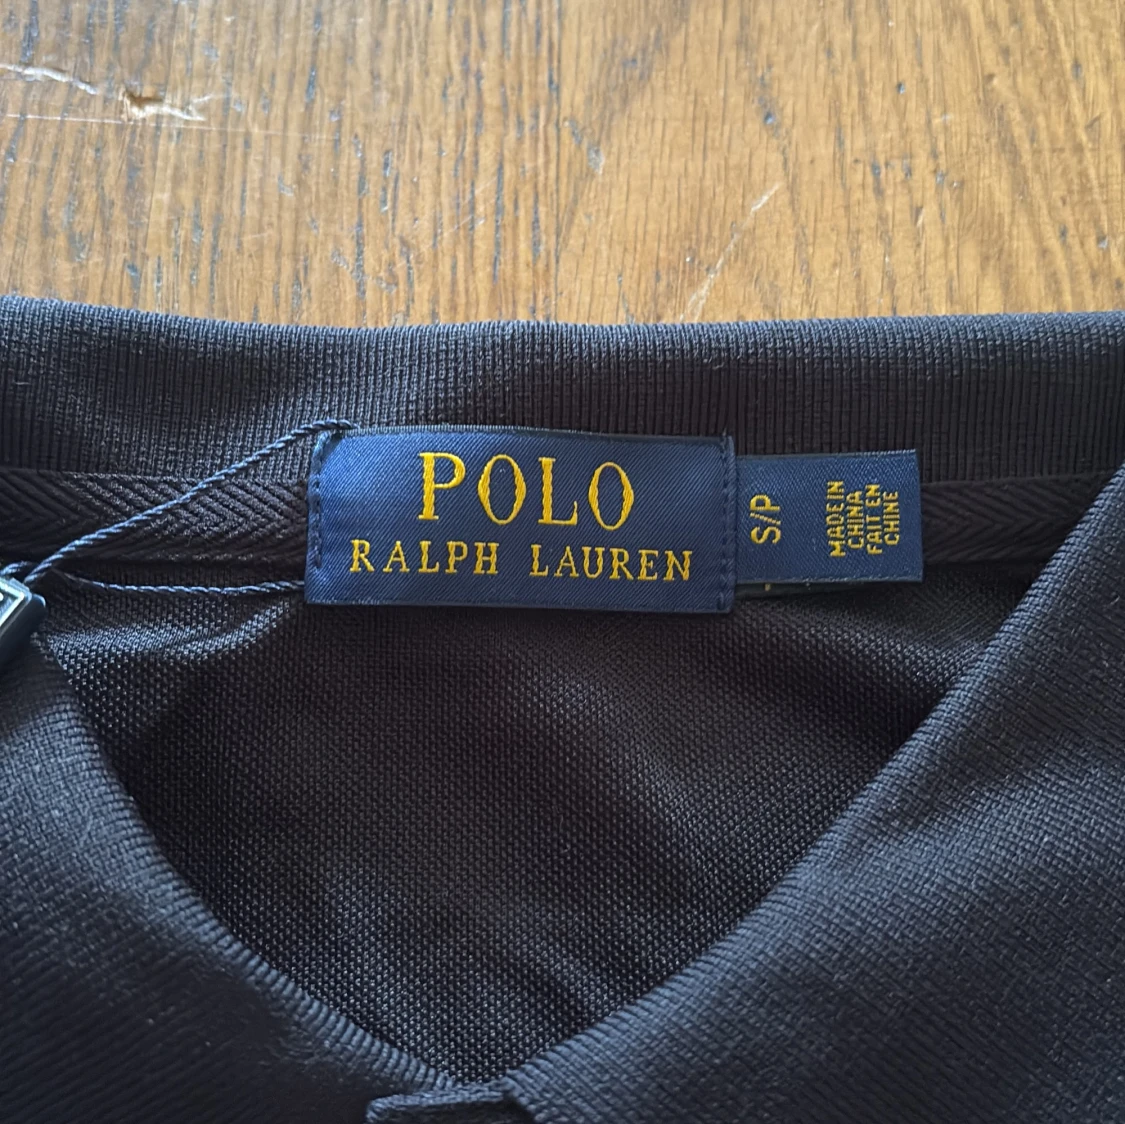 POLO
RALPH LAUREN
S/P
MADE IN
CHINA
FAIT EN
CHINE